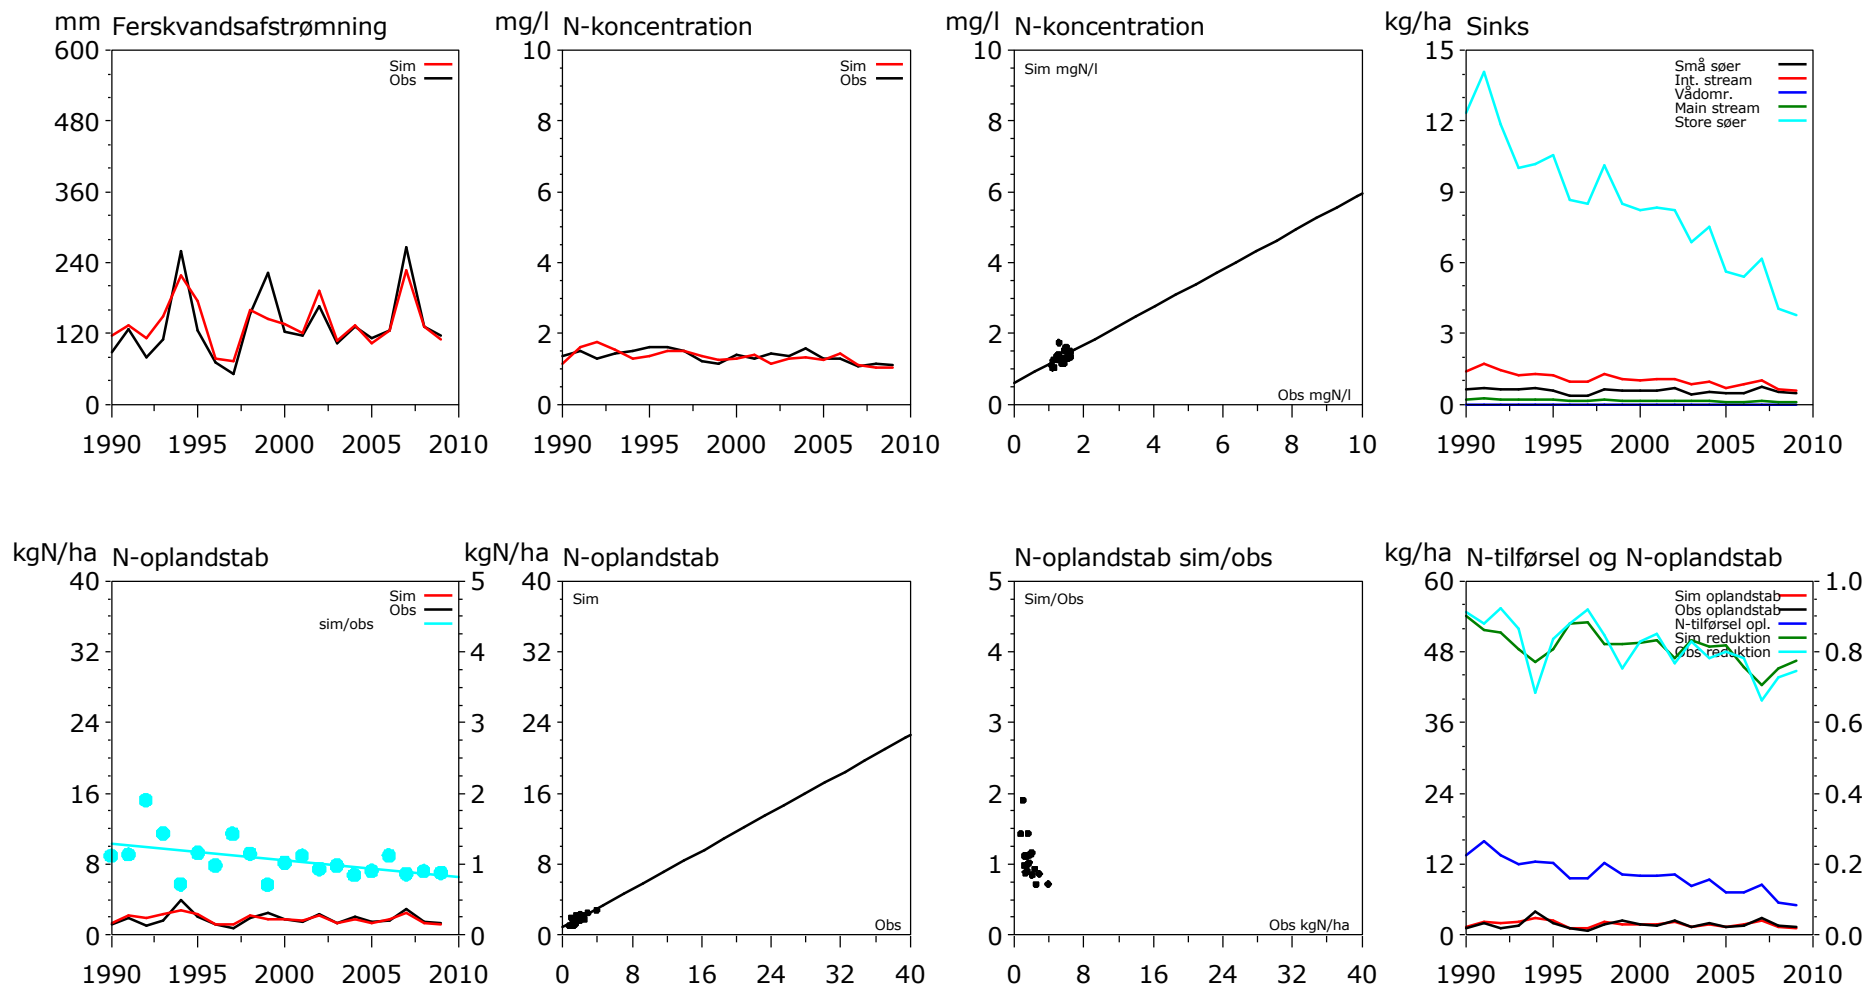 mm Ferskvandsafstrømning
600
480
360
240
120
0
Sim
Obs
1990 1995 2000 2005 2010
mg/l N-koncentration
10
8
6
4
2
0
Sim
Obs
1990 1995 2000 2005 2010
mg/l N-koncentration
10
8
6
4
2
0
Sim mgN/l
Obs mgN/l
0 2 4 6 8 10
kg/ha Sinks
15
12
9
6
3
0
Små søer
Int. stream
Vådomr.
Main stream
Store søer
1990 1995 2000 2005 2010
kgN/ha N-oplandstab
40 5
32 4
24 3
16 2
8 1
0 0
Sim
Obs
sim/obs
1990 1995 2000 2005 2010
kgN/ha N-oplandstab
40
32
24
16
8
0
Sim
Obs
0 8 16 24 32 40
N-oplandstab sim/obs
5
4
3
2
1
0
Sim/Obs
Obs kgN/ha
0 8 16 24 32 40
kg/ha N-tilførsel og N-oplandstab
60 1.0
48 0.8
36 0.6
24 0.4
12 0.2
0 0.0
Sim oplandstab
Obs oplandstab
N-tilførsel opl.
Sim reduktion
Obs reduktion
1990 1995 2000 2005 2010